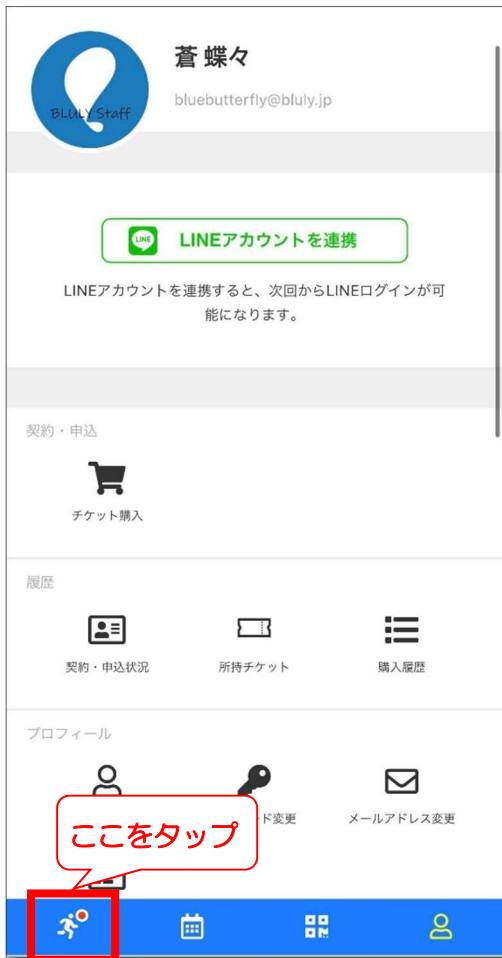 蒼 蝶々
bluebutterfly@bluly.jp
BLULY Staff
LINE
LINEアカウントを連携
LINEアカウントを連携すると、次回からLINEログインが可
能になります。
契約・申込
チケット購入
履歴
契約・申込状況
所持チケット
購入履歴
プロフィール
ド変更
メールアドレス変更
ここをタップ